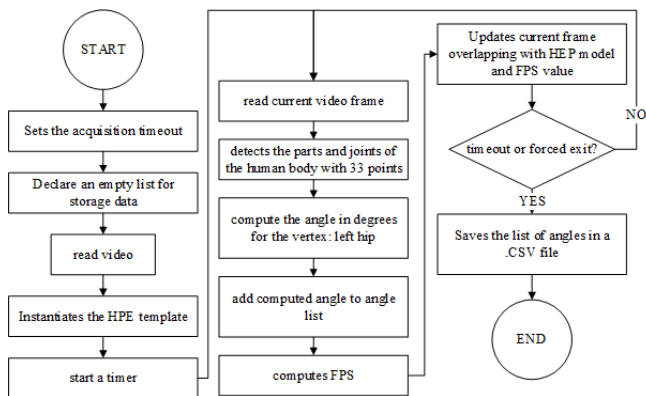 START
Sets the acquisition timeout
Declare an empty list for
storage data
read video
Instantiates the HPE template
start a timer
read current video frame
detects the parts and joints of
the human body with 33 points
compute the angle in degrees
for the vertex: left hip
add computed angle to angle
list
computes FPS
Updates current frame
overlapping with HEP model
and FPS value
timeout or forced exit?
NO
YES
Saves the list of angles in a
.CSV file
END